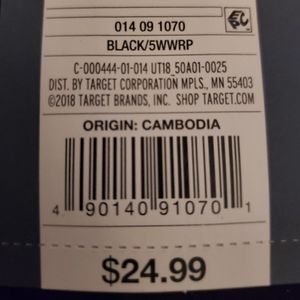 014 09 1070
BLACK/5WWRP
C-000444-01-014 UT18_50A01-0025
DIST. BY TARGET CORPORATION MPLS., MN 55403
©2018 TARGET BRANDS, INC. SHOP TARGET.COM
ORIGIN: CAMBODIA
4 90140 91070 1
$24.99